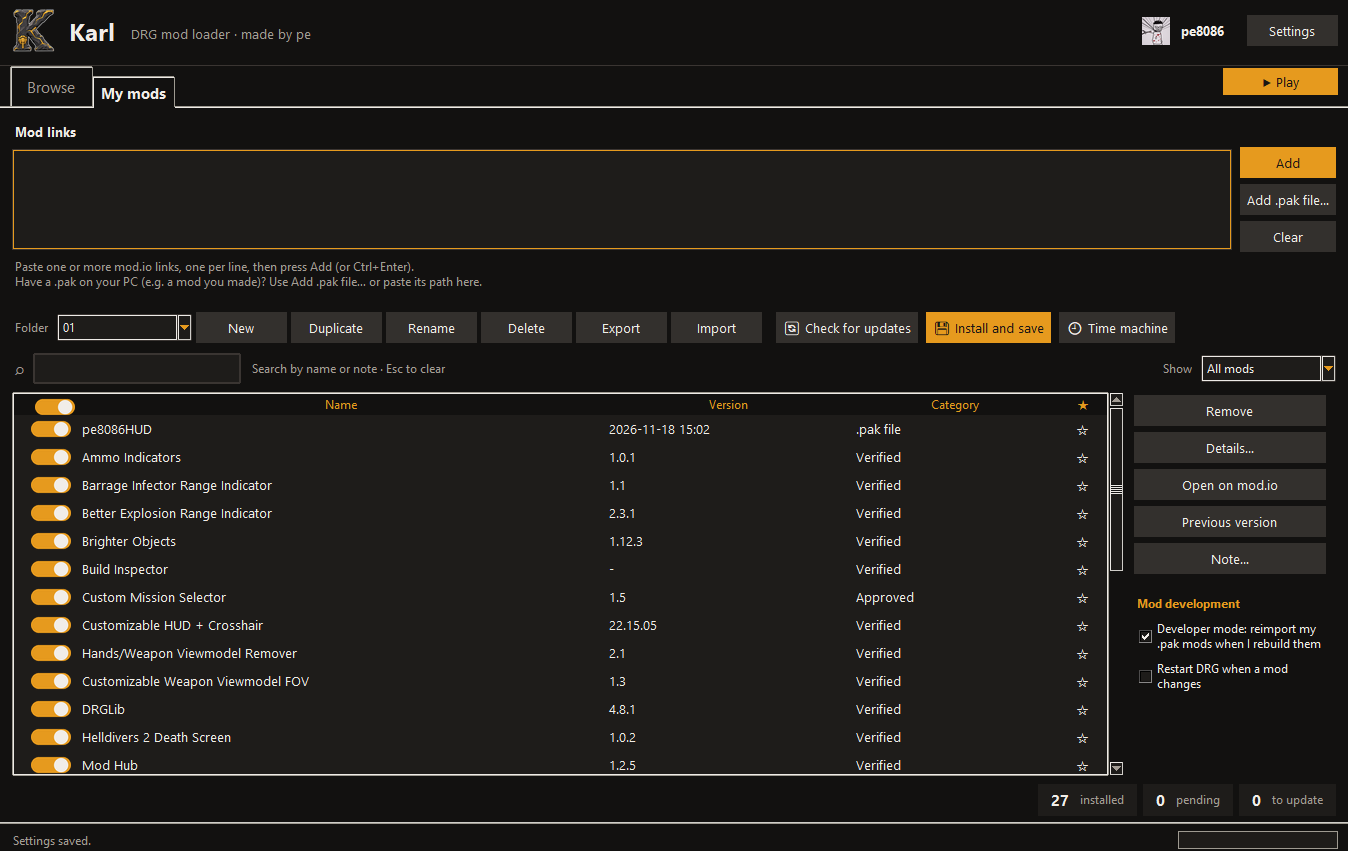 Karl DRG mod loader · made by pe
pe8086 Settings
Browse My mods
► Play
Mod links
Add
Add .pak file...
Clear
Paste one or more mod.io links, one per line, then press Add (or Ctrl+Enter).
Have a .pak on your PC (e.g. a mod you made)? Use Add .pak file... or paste its path here.
Folder 01 New Duplicate Rename Delete Export Import Check for updates Install and save Time machine
Search by name or note · Esc to clear Show All mods
Name Version Category ★
pe8086HUD 2026-11-18 15:02 .pak file ☆
Ammo Indicators 1.0.1 Verified ☆
Barrage Infector Range Indicator 1.1 Verified ☆
Better Explosion Range Indicator 2.3.1 Verified ☆
Brighter Objects 1.12.3 Verified ☆
Build Inspector - Verified ☆
Custom Mission Selector 1.5 Approved ☆
Customizable HUD + Crosshair 22.15.05 Verified ☆
Hands/Weapon Viewmodel Remover 2.1 Verified ☆
Customizable Weapon Viewmodel FOV 1.3 Verified ☆
DRGLib 4.8.1 Verified ☆
Helldivers 2 Death Screen 1.0.2 Verified ☆
Mod Hub 1.2.5 Verified ☆
Remove
Details...
Open on mod.io
Previous version
Note...
Mod development
Developer mode: reimport my
.pak mods when I rebuild them
Restart DRG when a mod
changes
27 installed 0 pending 0 to update
Settings saved.